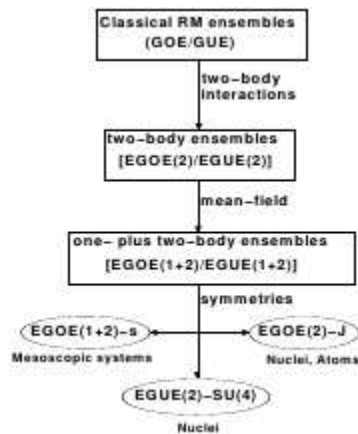 Classical RM ensembles
(GOE/GUE)
two-body
interactions
two-body ensembles
[EGOE(2)/EGUE(2)]
mean-field
one- plus two-body ensembles
[EGOE(1+2)/EGUE(1+2)]
symmetries
EGOE(1+2)-s
EGOE(2)-J
Mesoscopic systems
Nuclei, Atoms
EGUE(2)-SU(4)
Nuclei